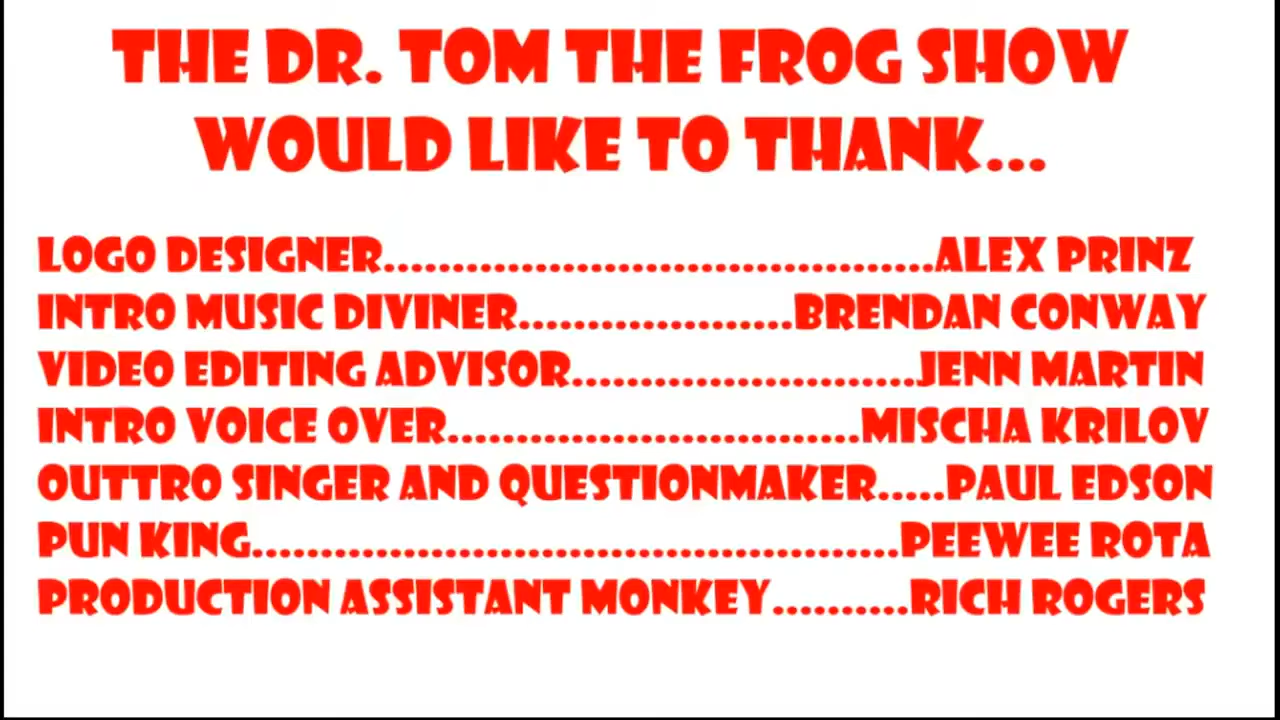 THE DR. TOM THE FROG SHOW
WOULD LIKE TO THANK...
LOGO DESIGNER........................................ALEX PRINZ
INTRO MUSIC DIVINER....................BRENDAN CONWAY
VIDEO EDITING ADVISOR.........................JENN MARTIN
INTRO VOICE OVER..............................MISCHA KRILOV
OUTTRO SINGER AND QUESTIONMAKER.....PAUL EDSON
PUN KING...............................................PEEWEE ROTA
PRODUCTION ASSISTANT MONKEY..........RICH ROGERS